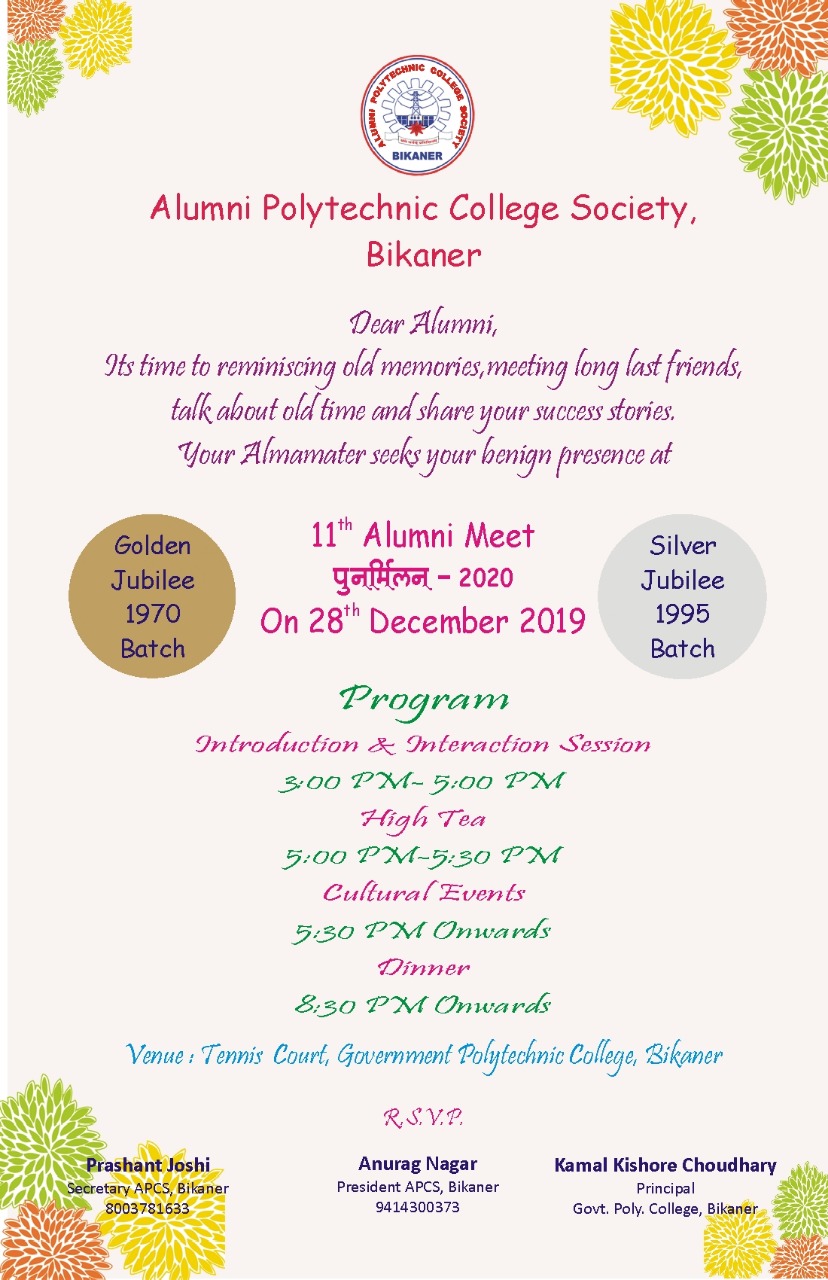 ALUMNI POLYTECHNIC COLLEGE SOCIETY
BIKANER
Alumni Polytechnic College Society,
Bikaner
Dear Alumni,
Its time to reminiscing old memories,meeting long last friends,
talk about old time and share your success stories.
Your Almamater seeks your benign presence at
Golden
Jubilee
1970
Batch
11th Alumni Meet
पुनर्मिलन – 2020
On 28th December 2019
Silver
Jubilee
1995
Batch
Program
Introduction & Interaction Session
3:00 PM- 5:00 PM
High Tea
5:00 PM-5:30 PM
Cultural Events
5:30 PM Onwards
Dinner
8:30 PM Onwards
Venue : Tennis Court, Government Polytechnic College, Bikaner
R.S.V.P.
Prashant Joshi
Secretary APCS, Bikaner
8003781633
Anurag Nagar
President APCS, Bikaner
9414300373
Kamal Kishore Choudhary
Principal
Govt. Poly. College, Bikaner